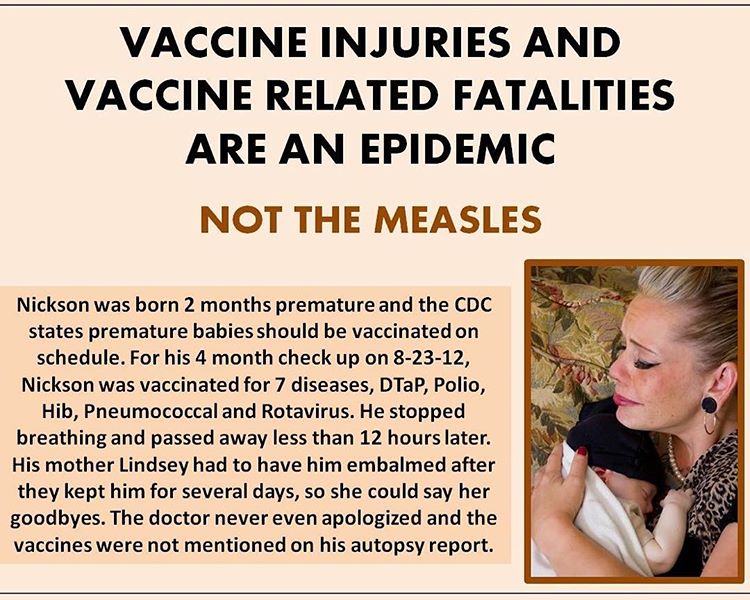 VACCINE INJURIES AND
VACCINE RELATED FATALITIES
ARE AN EPIDEMIC
NOT THE MEASLES
Nickson was born 2 months premature and the CDC
states premature babies should be vaccinated on
schedule. For his 4 month check up on 8-23-12,
Nickson was vaccinated for 7 diseases, DTaP, Polio,
Hib, Pneumococcal and Rotavirus. He stopped
breathing and passed away less than 12 hours later.
His mother Lindsey had to have him embalmed after
they kept him for several days, so she could say her
goodbyes. The doctor never even apologized and the
vaccines were not mentioned on his autopsy report.